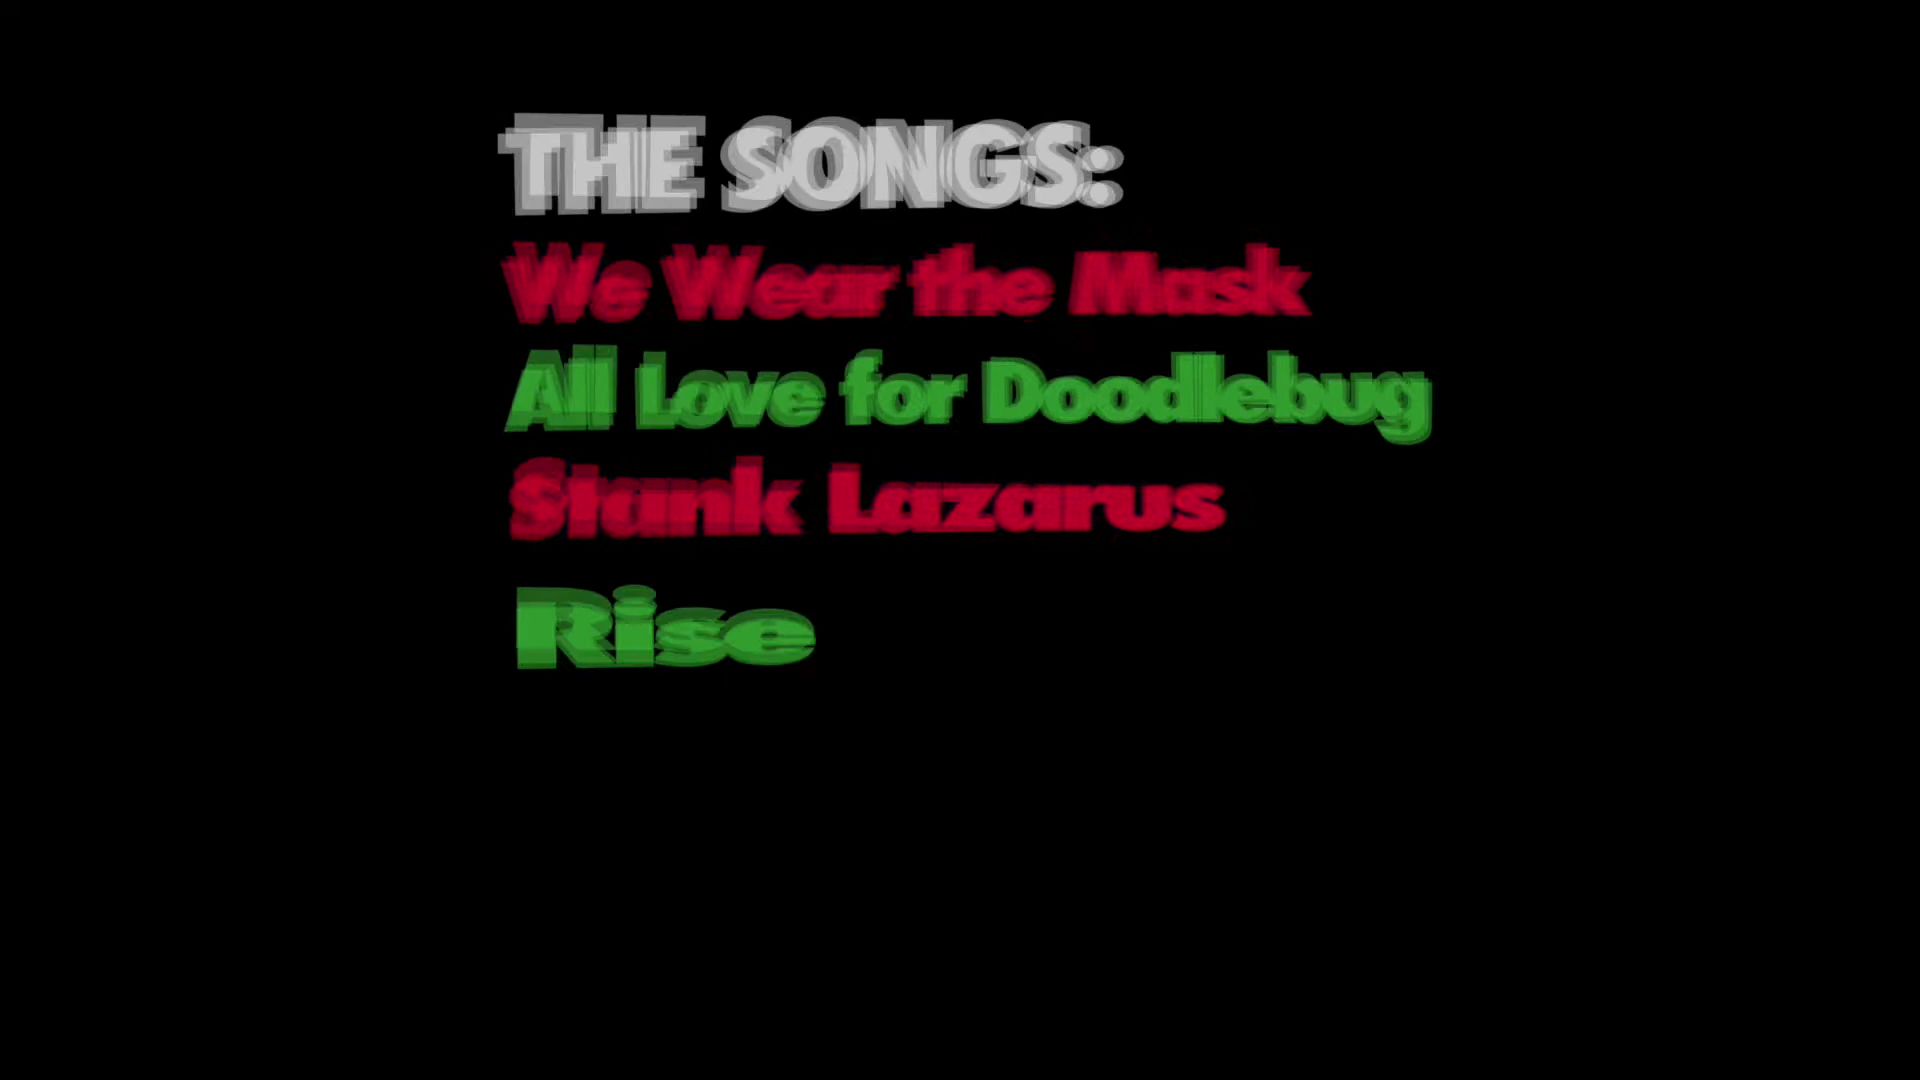 THE SONGS:
We Wear the Mask
All Love for Doodlebug
Stank Lazarus
Rise